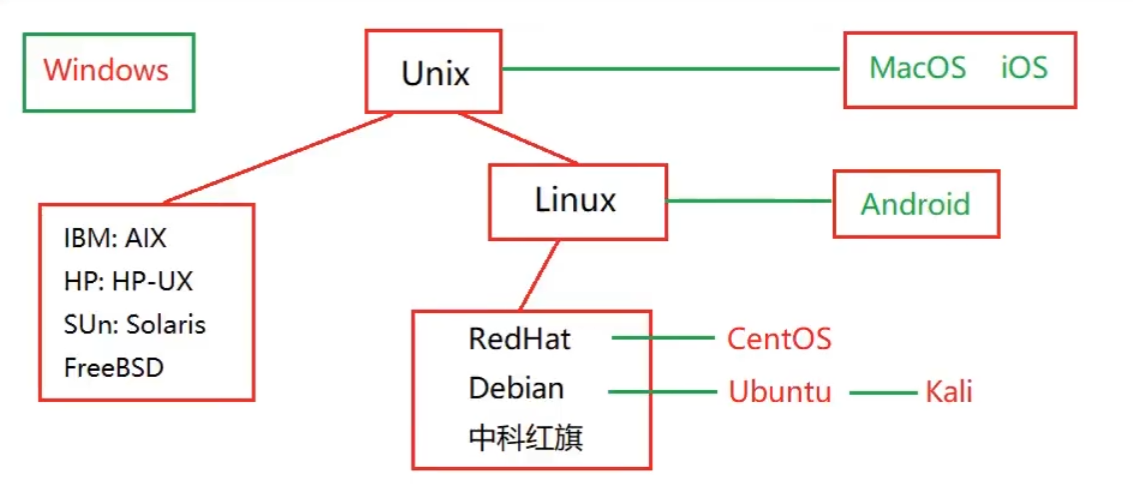 Windows
Unix
MacOS iOS
Linux
Android
IBM: AIX
HP: HP-UX
SUn: Solaris
FreeBSD
RedHat
CentOS
Debian
Ubuntu
Kali
中科红旗